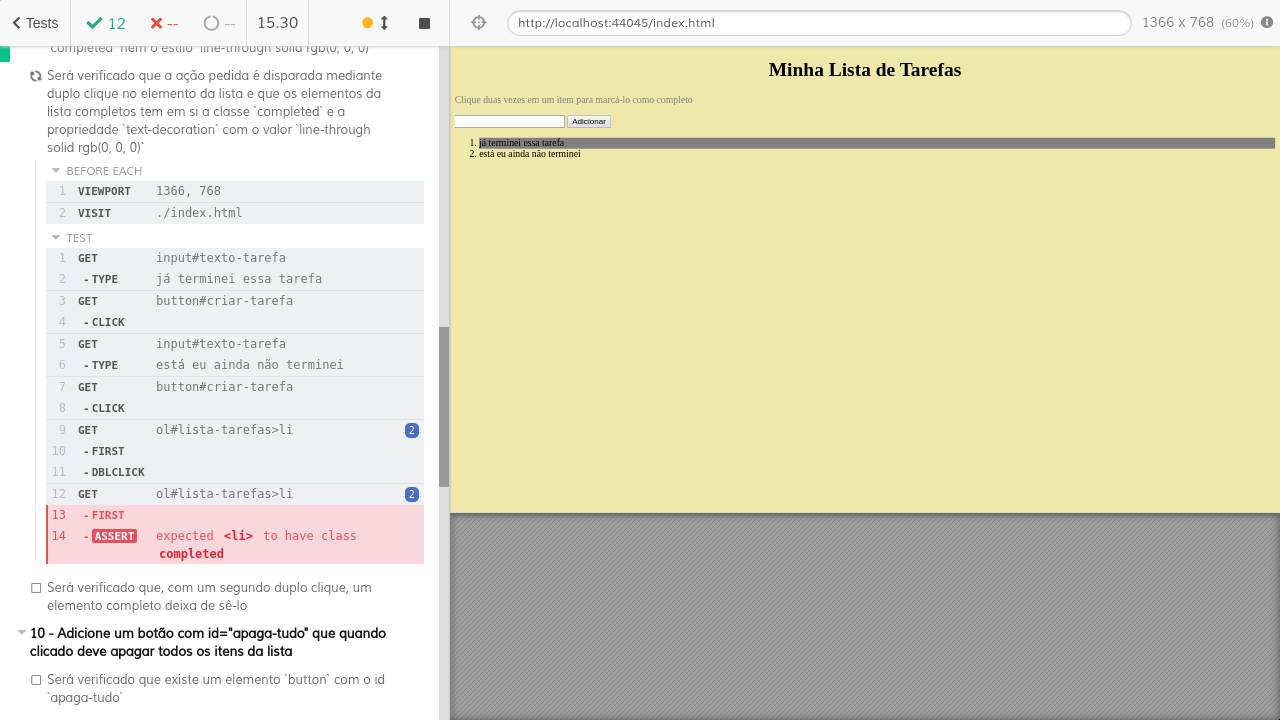 Tests
12
--
--
15.30
http://localhost:44045/index.html
1366 x 768 (60%)
`completed` nem o estilo `line-through solid rgb(0, 0, 0)`
Será verificado que a ação pedida é disparada mediante
duplo clique no elemento da lista e que os elementos da
lista completos tem em si a classe `completed` e a
propriedade `text-decoration` com o valor `line-through
solid rgb(0, 0, 0)`
BEFORE EACH
1 VIEWPORT 1366, 768
2 VISIT ./index.html
TEST
1 GET input#texto-tarefa
2 - TYPE já terminei essa tarefa
3 GET button#criar-tarefa
4 - CLICK
5 GET input#texto-tarefa
6 - TYPE está eu ainda não terminei
7 GET button#criar-tarefa
8 - CLICK
9 GET ol#lista-tarefas>li 2
10 - FIRST
11 - DBLCLICK
12 GET ol#lista-tarefas>li 2
13 - FIRST
14 - ASSERT expected <li> to have class
completed
Será verificado que, com um segundo duplo clique, um
elemento completo deixa de sê-lo
10 - Adicione um botão com id="apaga-tudo" que quando
clicado deve apagar todos os itens da lista
Será verificado que existe um elemento `button` com o id
`apaga-tudo`
Minha Lista de Tarefas
Clique duas vezes em um item para marcá-lo como completo
Adicionar
1. já terminei essa tarefa
2. está eu ainda não terminei